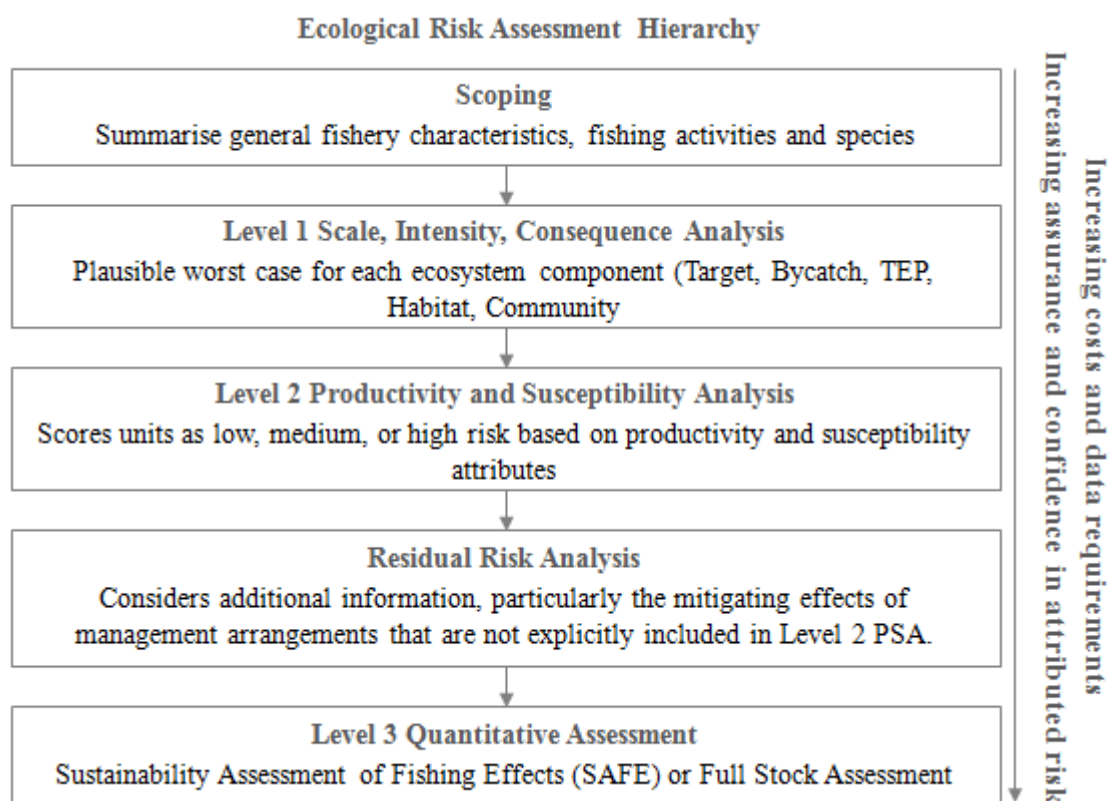 Ecological Risk Assessment Hierarchy
Scoping
Summarise general fishery characteristics, fishing activities and species
Level 1 Scale, Intensity, Consequence Analysis
Plausible worst case for each ecosystem component (Target, Bycatch, TEP,
Habitat, Community
Level 2 Productivity and Susceptibility Analysis
Scores units as low, medium, or high risk based on productivity and susceptibility
attributes
Residual Risk Analysis
Considers additional information, particularly the mitigating effects of
management arrangements that are not explicitly included in Level 2 PSA.
Level 3 Quantitative Assessment
Sustainability Assessment of Fishing Effects (SAFE) or Full Stock Assessment
Increasing costs and data requirements
Increasing assurance and confidence in attributed risk